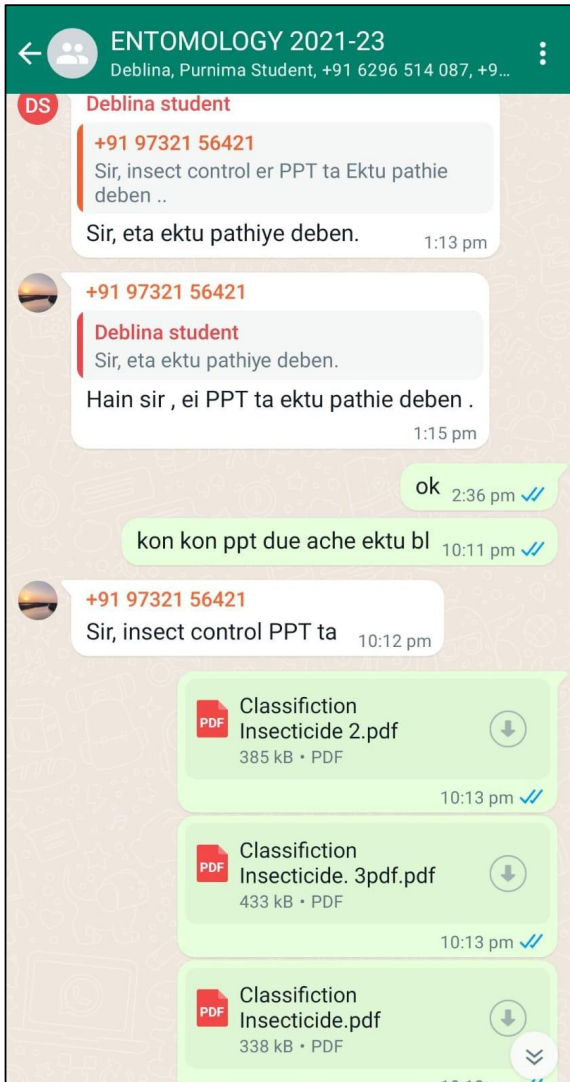 ENTOMOLOGY 2021-23
Deblina, Purnima Student, +91 6296 514 087, +9...
DS
Deblina student
+91 97321 56421
Sir, insect control er PPT ta Ektu pathie
deben ..
Sir, eta ektu pathiye deben.
1:13 pm
+91 97321 56421
Deblina student
Sir, eta ektu pathiye deben.
Hain sir , ei PPT ta ektu pathie deben .
1:15 pm
ok 2:36 pm
kon kon ppt due ache ektu bl 10:11 pm
+91 97321 56421
Sir, insect control PPT ta 10:12 pm
PDF
Classifiction
Insecticide 2.pdf
385 kB • PDF
10:13 pm
PDF
Classifiction
Insecticide. 3pdf.pdf
433 kB • PDF
10:13 pm
PDF
Classifiction
Insecticide.pdf
338 kB • PDF